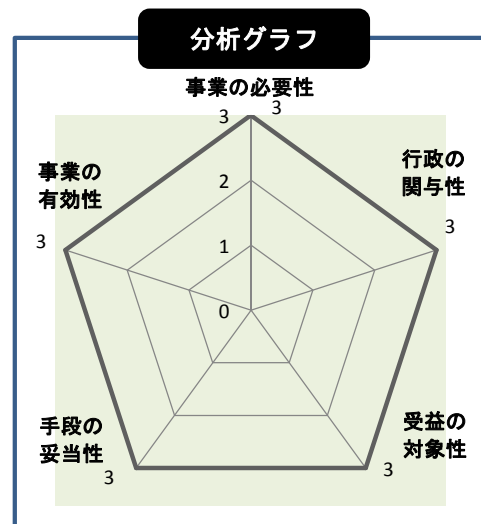 分析グラフ
事業の必要性
3
3
行政の
関与性
3
事業の
有効性
3
2
1
0
受益の
対象性
3
手段の
妥当性
3